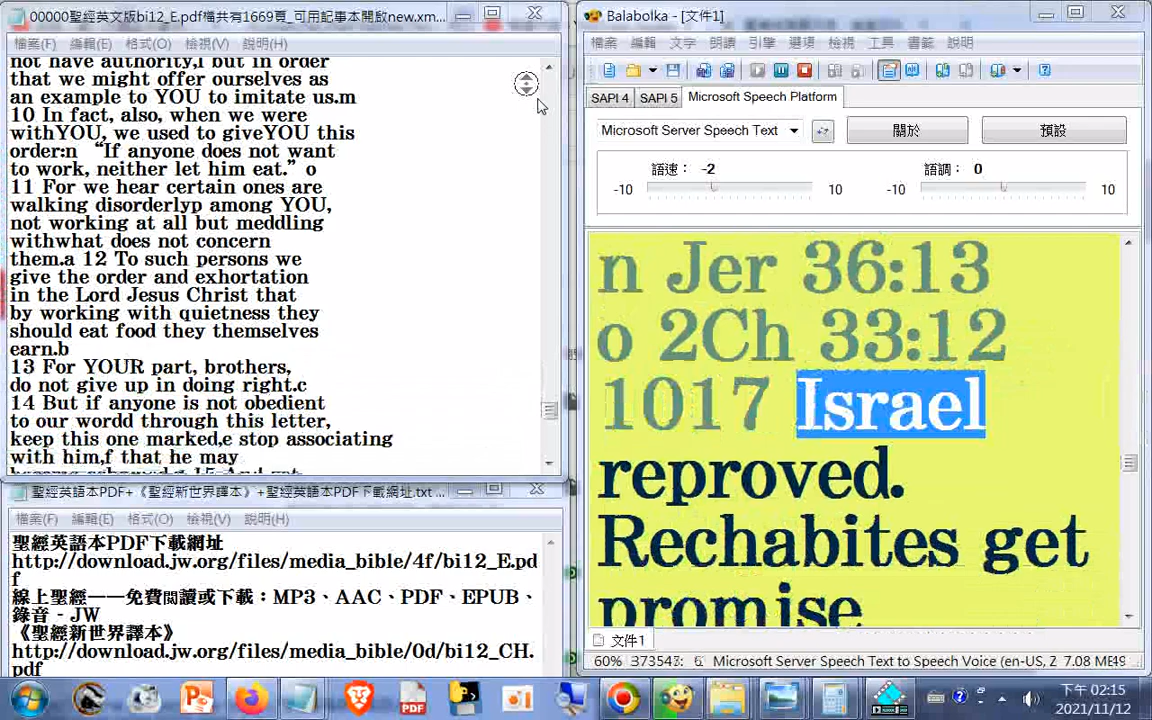 00000聖經英文版bi12_E.pdf檔共有1669頁_可用記事本開啟new.xm...
檔案(F) 編輯(E) 格式(O) 檢視(V) 說明(H)
not have authority,l but in order
that we might offer ourselves as
an example to YOU to imitate us.m
10 In fact, also, when we were
withYOU, we used to giveYOU this
order:n “If anyone does not want
to work, neither let him eat.” o
11 For we hear certain ones are
walking disorderlyp among YOU,
not working at all but meddling
withwhat does not concern
them.a 12 To such persons we
give the order and exhortation
in the Lord Jesus Christ that
by working with quietness they
should eat food they themselves
earn.b
13 For YOUR part, brothers,
do not give up in doing right.c
14 But if anyone is not obedient
to our wordd through this letter,
keep this one marked,e stop associating
with him,f that he may
聖經英語本PDF+《聖經新世界譯本》+聖經英語本PDF下載網址.txt ...
檔案(F) 編輯(E) 格式(O) 檢視(V) 說明(H)
聖經英語本PDF下載網址
http://download.jw.org/files/media_bible/4f/bi12_E.pd
f
線上聖經——免費閱讀或下載：MP3、AAC、PDF、EPUB、
錄音 - JW
《聖經新世界譯本》
http://download.jw.org/files/media_bible/0d/bi12_CH.
pdf
Balabolka - [文件1]
檔案 編輯 文字 朗讀 引擎 選項 檢視 工具 書籤 說明
SAPI 4 SAPI 5 Microsoft Speech Platform
Microsoft Server Speech Text 關於 預設
語速： -2 語調： 0
-10 10 -10 10
n Jer 36:13
o 2Ch 33:12
1017 Israel
reproved.
Rechabites get
promise
文件1
60% 373543: 6 Microsoft Server Speech Text to Speech Voice (en-US, 2 7.08 MB
下午 02:15
2021/11/12